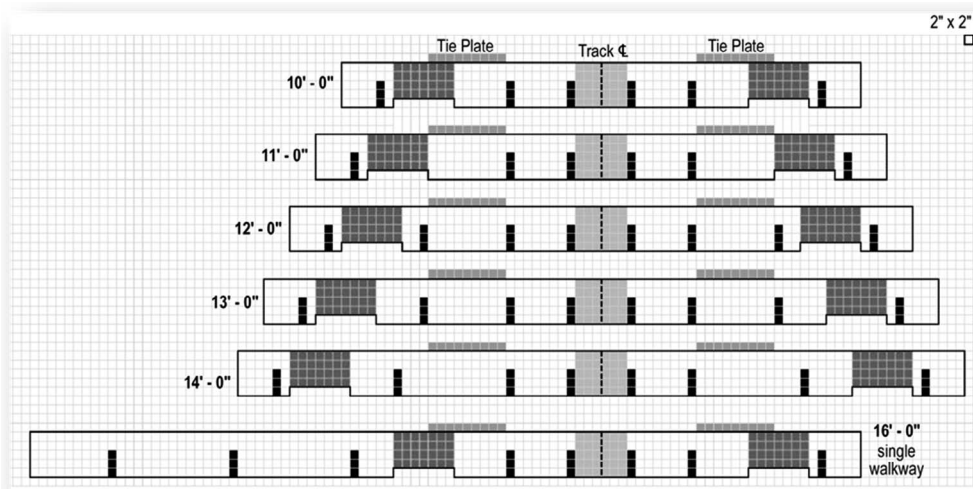 2" x 2"
Tie Plate
Track ℄
Tie Plate
10' - 0"
11' - 0"
12' - 0"
13' - 0"
14' - 0"
16' - 0"
single
walkway